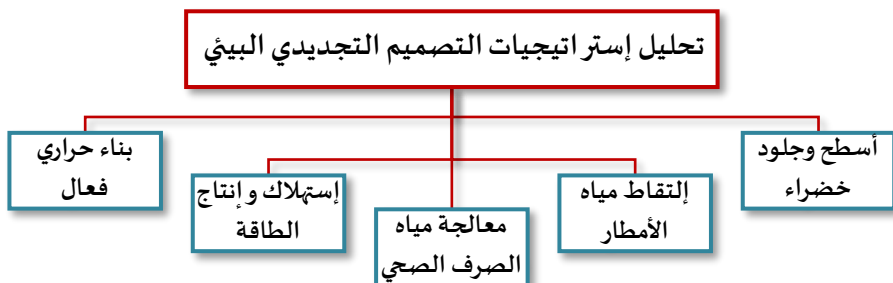 تحليل إستراتيجيات التصميم التجديدي البيئي
أسطح وجلود
خضراء
إلتقاط مياه
الأمطار
معالجة مياه
الصرف الصحي
إستهلاك وإنتاج
الطاقة
بناء حراري
فعال